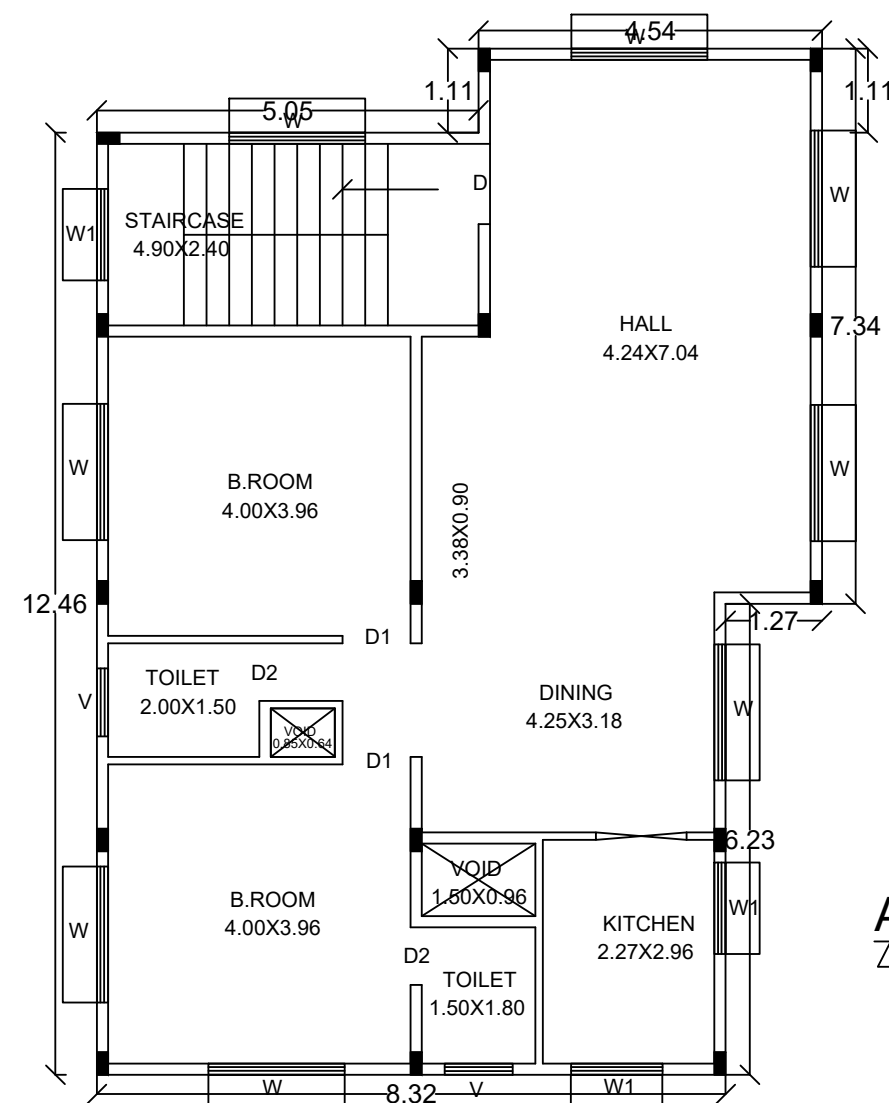 4.54
W
1.11
1.11
5.05
W
D
W
W1
STAIRCASE
4.90X2.40
HALL
4.24X7.04
7.34
W
W
B.ROOM
4.00X3.96
3.38X0.90
12.46
1.27
D1
TOILET
2.00X1.50
D2
V
DINING
4.25X3.18
W
VOID
0.85X0.64
D1
6.23
VOID
1.50X0.96
W
B.ROOM
4.00X3.96
KITCHEN
2.27X2.96
W1
D2
TOILET
1.50X1.80
W
8.32
V
W1
A